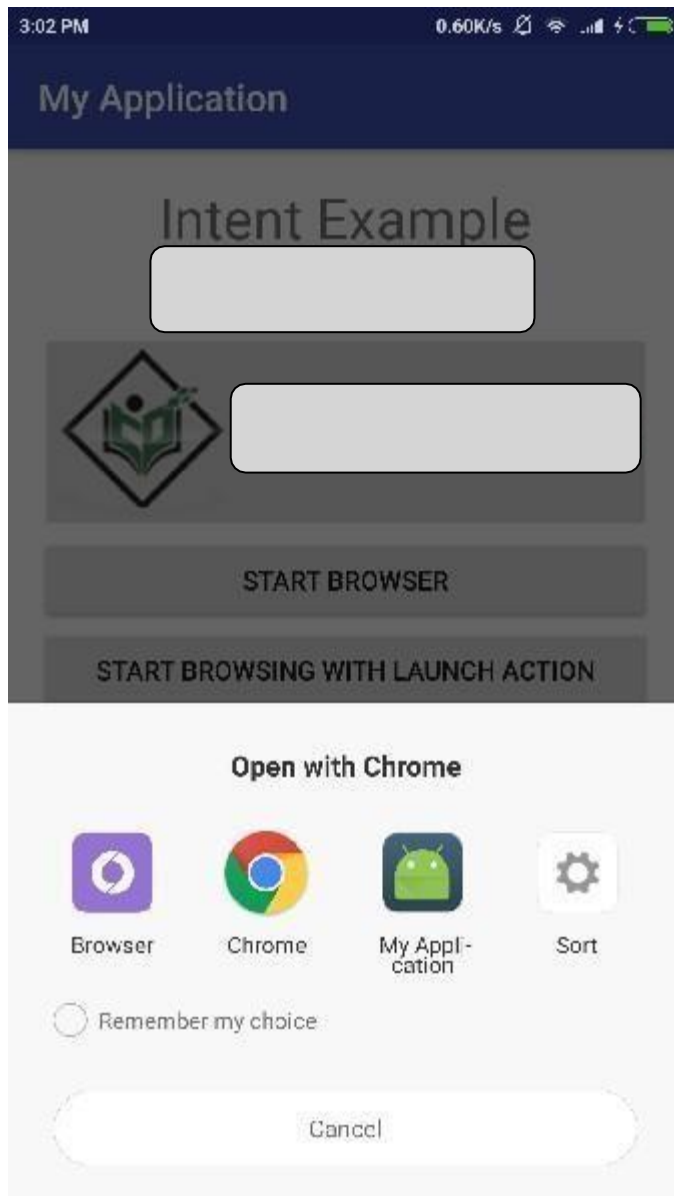 3:02 PM 0.60K/s
My Application
Intent Example
START BROWSER
START BROWSING WITH LAUNCH ACTION
Open with Chrome
Browser Chrome My Appli- Sort
cation
Remember my choice
Cancel